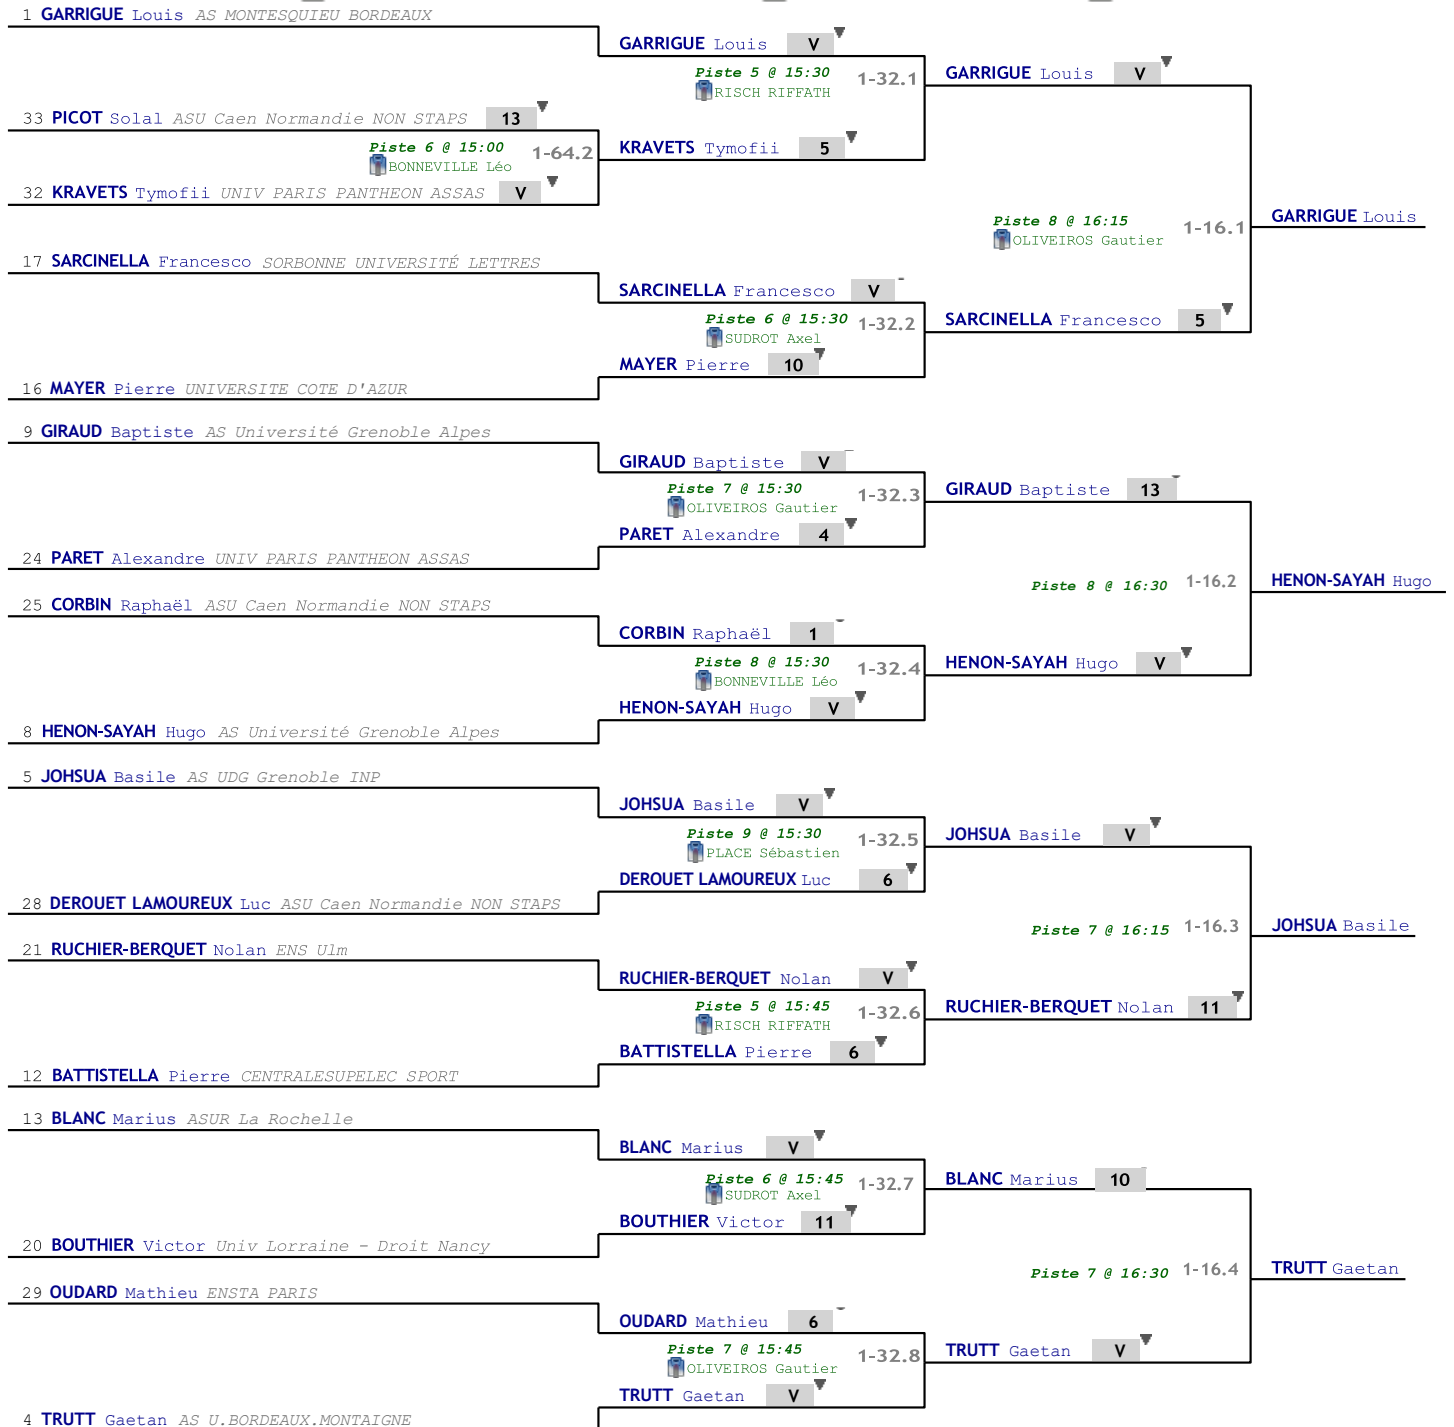 1 GARRIGUE Louis AS MONTESQUIEU BORDEAUX
GARRIGUE Louis V
Piste 5 @ 15:30
RISCH RIFFATH
1-32.1
GARRIGUE Louis V
33 PICOT Solal ASU Caen Normandie NON STAPS 13
Piste 6 @ 15:00
BONNEVILLE Léo
1-64.2
KRAVETS Tymofii 5
32 KRAVETS Tymofii UNIV PARIS PANTHEON ASSAS V
Piste 8 @ 16:15
OLIVEIROS Gautier
1-16.1
GARRIGUE Louis
17 SARCINELLA Francesco SORBONNE UNIVERSITÉ LETTRES
SARCINELLA Francesco V
Piste 6 @ 15:30
SUDROT Axel
1-32.2
SARCINELLA Francesco 5
MAYER Pierre 10
16 MAYER Pierre UNIVERSITE COTE D'AZUR
9 GIRAUD Baptiste AS Université Grenoble Alpes
GIRAUD Baptiste V
Piste 7 @ 15:30
OLIVEIROS Gautier
1-32.3
GIRAUD Baptiste 13
PARET Alexandre 4
24 PARET Alexandre UNIV PARIS PANTHEON ASSAS
Piste 8 @ 16:30
1-16.2
HENON-SAYAH Hugo
25 CORBIN Raphaël ASU Caen Normandie NON STAPS
CORBIN Raphaël 1
Piste 8 @ 15:30
BONNEVILLE Léo
1-32.4
HENON-SAYAH Hugo V
HENON-SAYAH Hugo V
8 HENON-SAYAH Hugo AS Université Grenoble Alpes
5 JOHSUA Basile AS UDG Grenoble INP
JOHSUA Basile V
Piste 9 @ 15:30
PLACE Sébastien
1-32.5
JOHSUA Basile V
DEROUET LAMOUREUX Luc 6
28 DEROUET LAMOUREUX Luc ASU Caen Normandie NON STAPS
Piste 7 @ 16:15
1-16.3
JOHSUA Basile
21 RUCHIER-BERQUET Nolan ENS Ulm
RUCHIER-BERQUET Nolan V
Piste 5 @ 15:45
RISCH RIFFATH
1-32.6
RUCHIER-BERQUET Nolan 11
BATTISTELLA Pierre 6
12 BATTISTELLA Pierre CENTRALESUPELEC SPORT
13 BLANC Marius ASUR La Rochelle
BLANC Marius V
Piste 6 @ 15:45
SUDROT Axel
1-32.7
BLANC Marius 10
BOUTHIER Victor 11
20 BOUTHIER Victor Univ Lorraine - Droit Nancy
Piste 7 @ 16:30
1-16.4
TRUTT Gaetan
29 OUDARD Mathieu ENSTA PARIS
OUDARD Mathieu 6
Piste 7 @ 15:45
OLIVEIROS Gautier
1-32.8
TRUTT Gaetan V
TRUTT Gaetan V
4 TRUTT Gaetan AS U.BORDEAUX.MONTAIGNE